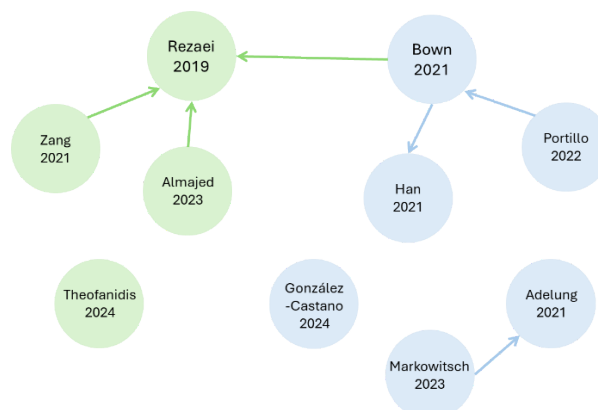 Rezaei
2019
Bown
2021
Zang
2021
Almajed
2023
Han
2021
Portillo
2022
Theofanidis
2024
González
-Castano
2024
Adelung
2021
Markowitsch
2023